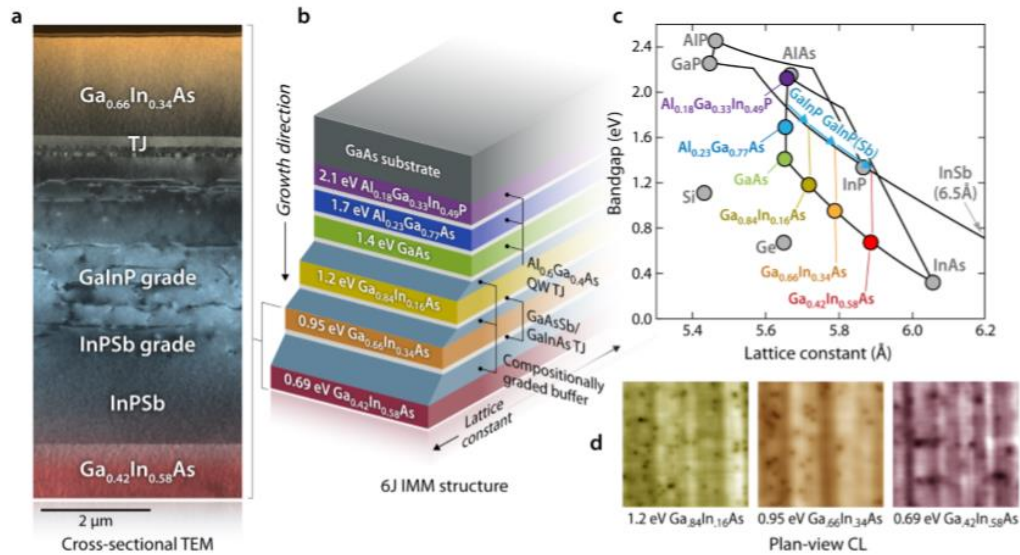 a
Ga0.66In0.34As
TJ
GaInP grade
InPSb grade
InPSb
Ga0.42In0.58As
2 μm
Cross-sectional TEM
b
Growth direction
GaAs substrate
2.1 eV Al0.18Ga0.33In0.49P
1.7 eV Al0.23Ga0.77As
1.4 eV GaAs
1.2 eV Ga0.84In0.16As
0.95 eV Ga0.66In0.34As
0.69 eV Ga0.42In0.58As
Al0.6Ga0.4As
QW TJ
GaAsSb/
GaInAs TJ
Compositionally
graded buffer
Lattice
constant
6J IMM structure
c
Bandgap (eV)
2.4
2.0
1.6
1.2
0.8
0.4
0.0
AlP
GaP
AlAs
Al0.18Ga0.33In0.49P
GaInP GaInP(Sb)
Al0.23Ga0.77As
GaAs
InP
InSb
(6.5Å)
Si
Ga0.84In0.16As
Ge
InAs
Ga0.66In0.34As
Ga0.42In0.58As
5.4 5.6 5.8 6.0 6.2
Lattice constant (Å)
d
1.2 eV Ga.84In.16As
0.95 eV Ga.66In.34As
0.69 eV Ga.42In.58As
Plan-view CL